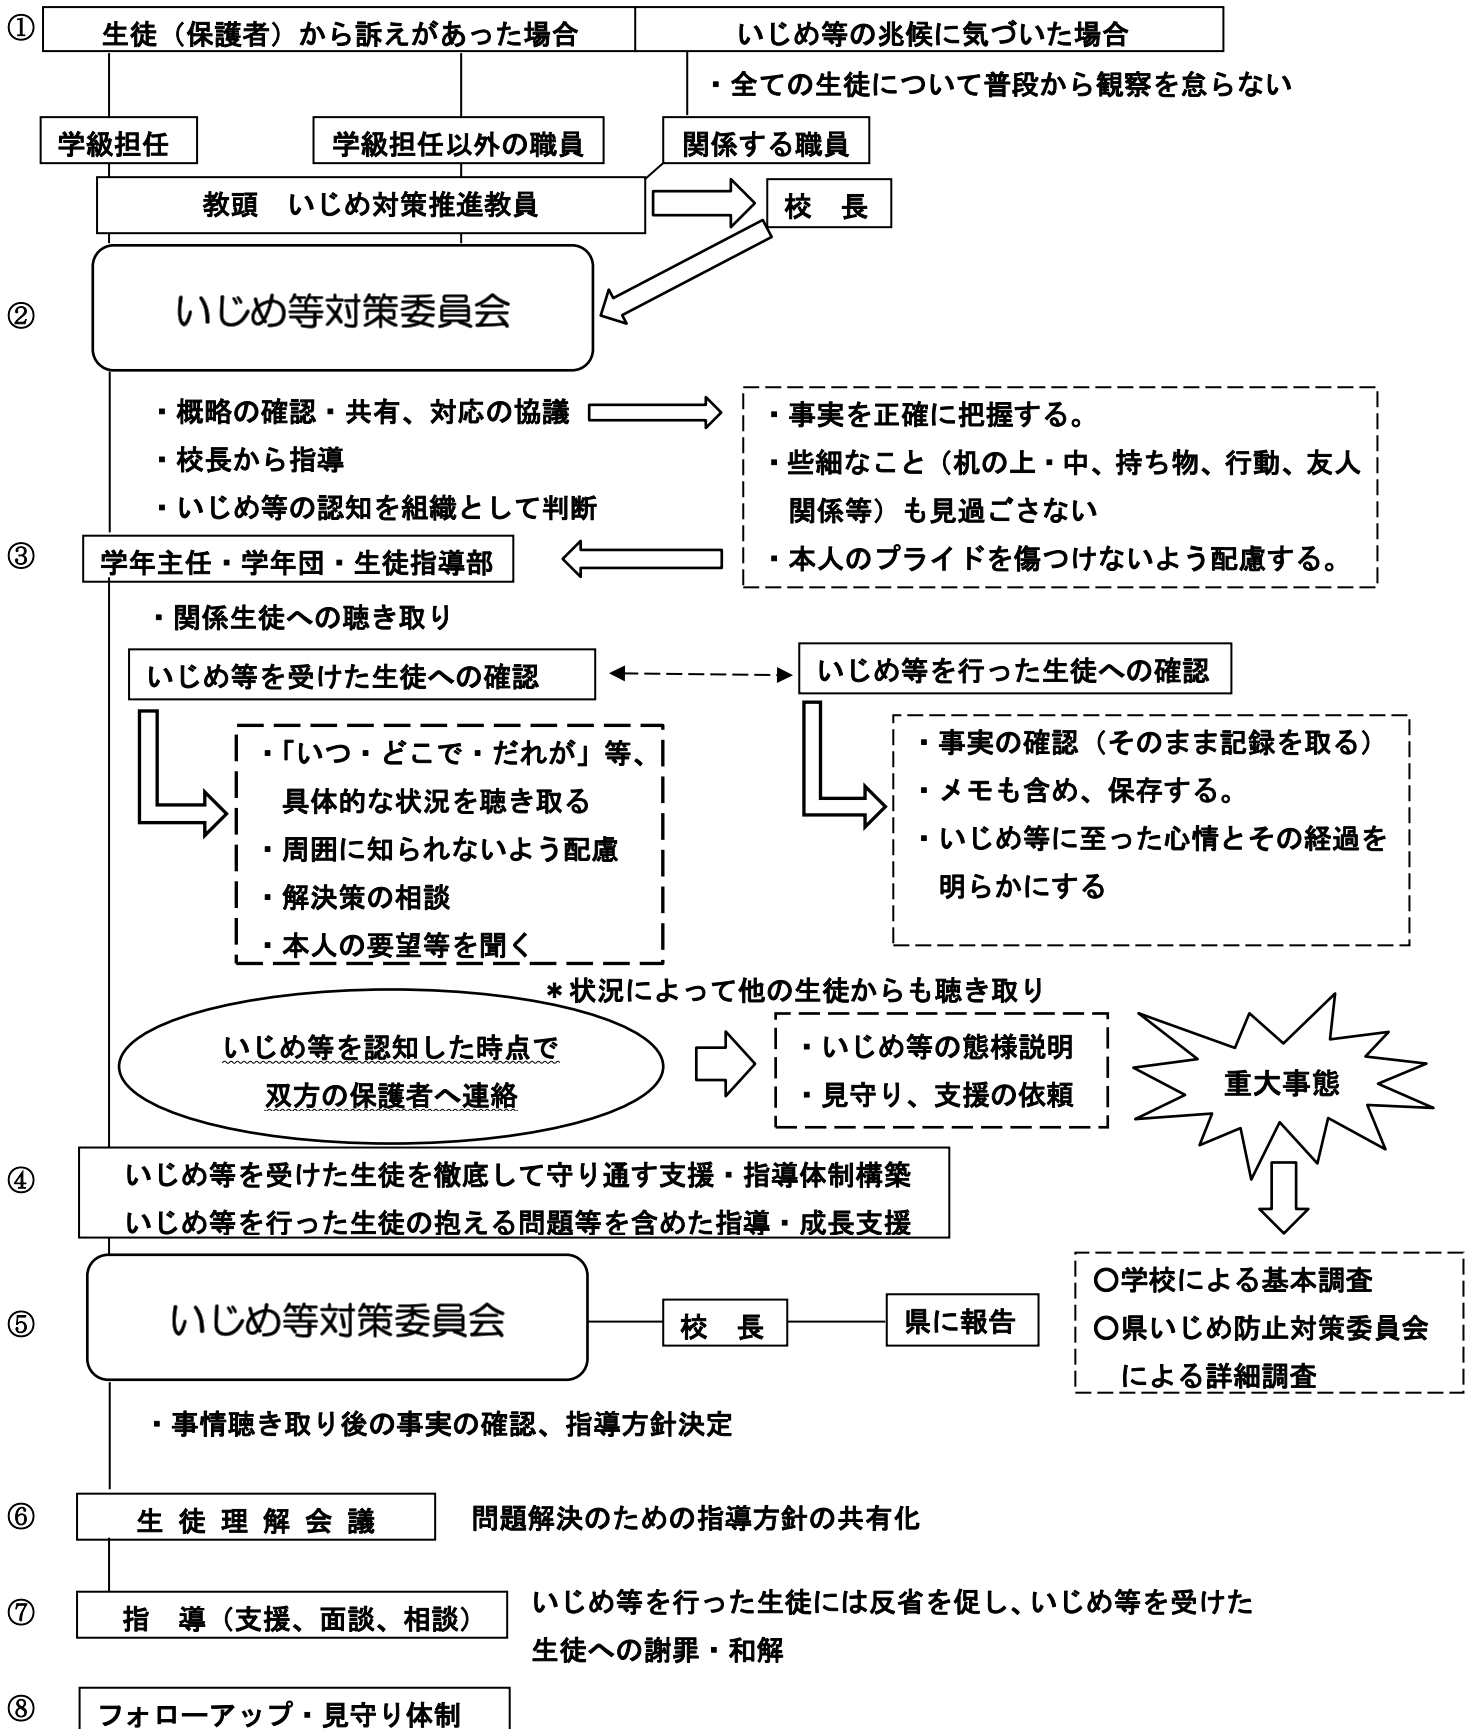 ①
生徒（保護者）から訴えがあった場合
いじめ等の兆候に気づいた場合
・全ての生徒について普段から観察を怠らない
学級担任
学級担任以外の職員
関係する職員
教頭　いじめ対策推進教員
校　長
②
いじめ等対策委員会
・概略の確認・共有、対応の協議
・校長から指導
・いじめ等の認知を組織として判断
・事実を正確に把握する。
・些細なこと（机の上・中、持ち物、行動、友人
関係等）も見過ごさない
・本人のプライドを傷つけないよう配慮する。
③
学年主任・学年団・生徒指導部
・関係生徒への聴き取り
いじめ等を受けた生徒への確認
いじめ等を行った生徒への確認
・「いつ・どこで・だれが」等、
具体的な状況を聴き取る
・周囲に知られないよう配慮
・解決策の相談
・本人の要望等を聞く
・事実の確認（そのまま記録を取る）
・メモも含め、保存する。
・いじめ等に至った心情とその経過を
明らかにする
＊状況によって他の生徒からも聴き取り
いじめ等を認知した時点で
双方の保護者へ連絡
・いじめ等の態様説明
・見守り、支援の依頼
重大事態
④
いじめ等を受けた生徒を徹底して守り通す支援・指導体制構築
いじめ等を行った生徒の抱える問題等を含めた指導・成長支援
〇学校による基本調査
〇県いじめ防止対策委員会
による詳細調査
⑤
いじめ等対策委員会
校　長
県に報告
・事情聴き取り後の事実の確認、指導方針決定
⑥
生 徒 理 解 会 議
問題解決のための指導方針の共有化
⑦
指　導（支援、面談、相談）
いじめ等を行った生徒には反省を促し、いじめ等を受けた
生徒への謝罪・和解
⑧
フォローアップ・見守り体制